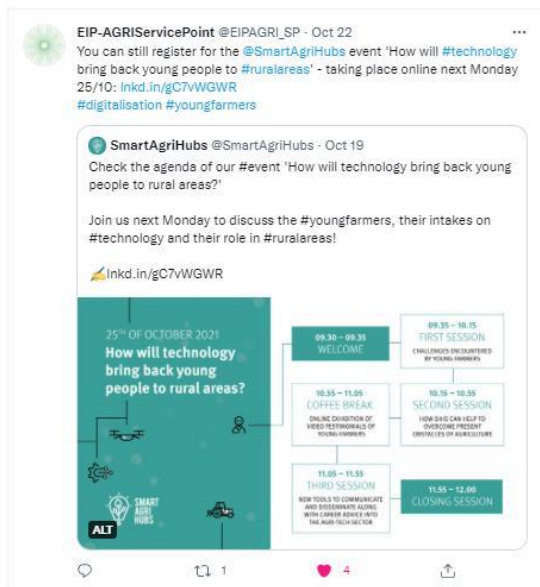 EIP-AGRIServicePoint @EIPAGRI_SP · Oct 22
You can still register for the @SmartAgriHubs event 'How will #technology
bring back young people to #ruralareas' - taking place online next Monday
25/10: lnkd.in/gC7vWGWR
#digitalisation #youngfarmers
SmartAgriHubs @SmartAgriHubs · Oct 19
Check the agenda of our #event 'How will technology bring back young
people to rural areas?'
Join us next Monday to discuss the #youngfarmers, their intakes on
#technology and their role in #ruralareas!
✍️lnkd.in/gC7vWGWR
25TH OF OCTOBER 2021
How will technology
bring back young
people to rural areas?
SMART
AGRI
HUBS
ALT
09.30 – 09.35
WELCOME
09.35 – 10.15
FIRST SESSION
CHALLENGES ENCOUNTERED
BY YOUNG FARMERS
10.55 – 11.05
COFFEE BREAK
ONLINE EXHIBITION OF
VIDEO TESTIMONIALS OF
YOUNG FARMERS
10.15 – 10.55
SECOND SESSION
HOW DIHS CAN HELP TO
OVERCOME PRESENT
OBSTACLES OF AGRICULTURE
11.05 – 11.55
THIRD SESSION
NEW TOOLS TO COMMUNICATE
AND DISSEMINATE ALONG
WITH CAREER ADVICE INTO
THE AGRI-TECH SECTOR
11.55 – 12.00
CLOSING SESSION
1
4